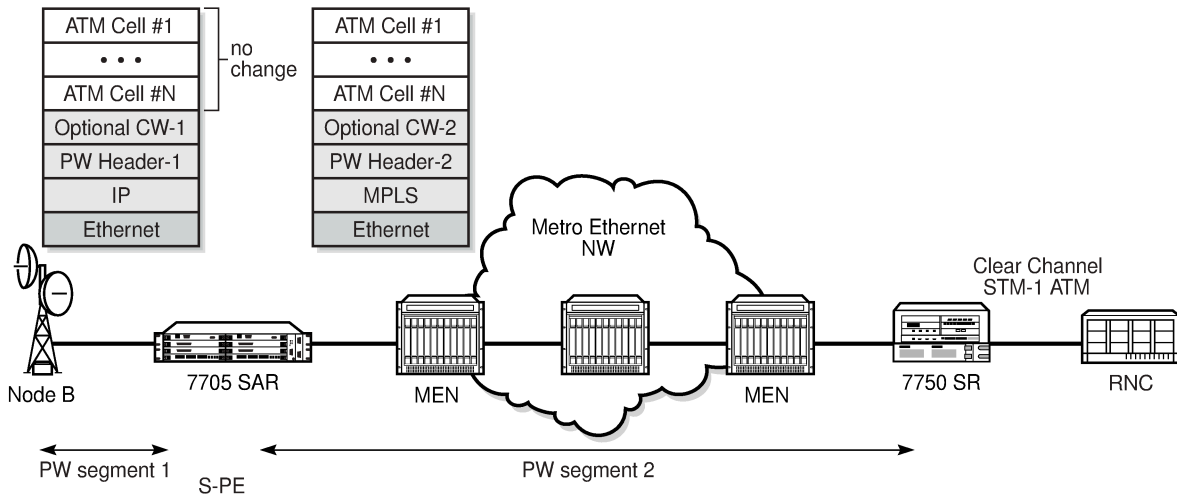 ATM Cell #1
• • •
ATM Cell #N
Optional CW-1
PW Header-1
IP
Ethernet
no
change
ATM Cell #1
• • •
ATM Cell #N
Optional CW-2
PW Header-2
MPLS
Ethernet
Metro Ethernet
NW
Clear Channel
STM-1 ATM
Node B
7705 SAR
MEN
MEN
7750 SR
RNC
PW segment 1
S-PE
PW segment 2